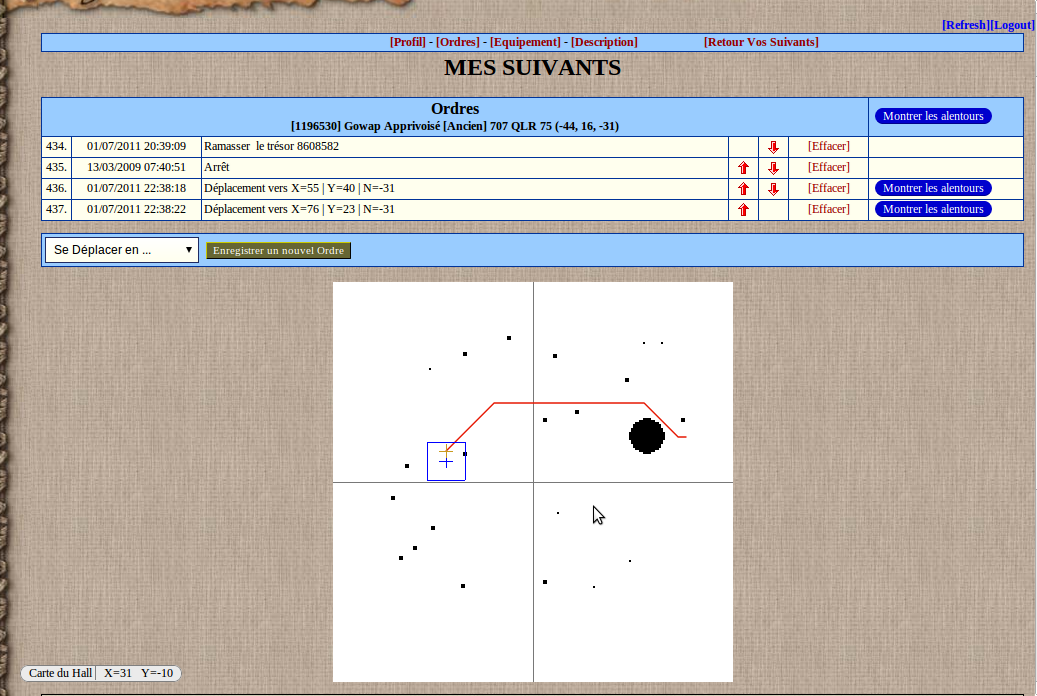 [Refresh][Logout]
[Profil] - [Ordres] - [Equipement] - [Description] [Retour Vos Suivants]
MES SUIVANTS
Ordres
[1196530] Gowap Apprivoisé [Ancien] 707 QLR 75 (-44, 16, -31) Montrer les alentours
434. 01/07/2011 20:39:09 Ramasser le trésor 8608582 [Effacer]
435. 13/03/2009 07:40:51 Arrêt [Effacer]
436. 01/07/2011 22:38:18 Déplacement vers X=55 | Y=40 | N=-31 [Effacer] Montrer les alentours
437. 01/07/2011 22:38:22 Déplacement vers X=76 | Y=23 | N=-31 [Effacer] Montrer les alentours
Se Déplacer en ... Enregistrer un nouvel Ordre
Carte du Hall X=31 Y=-10